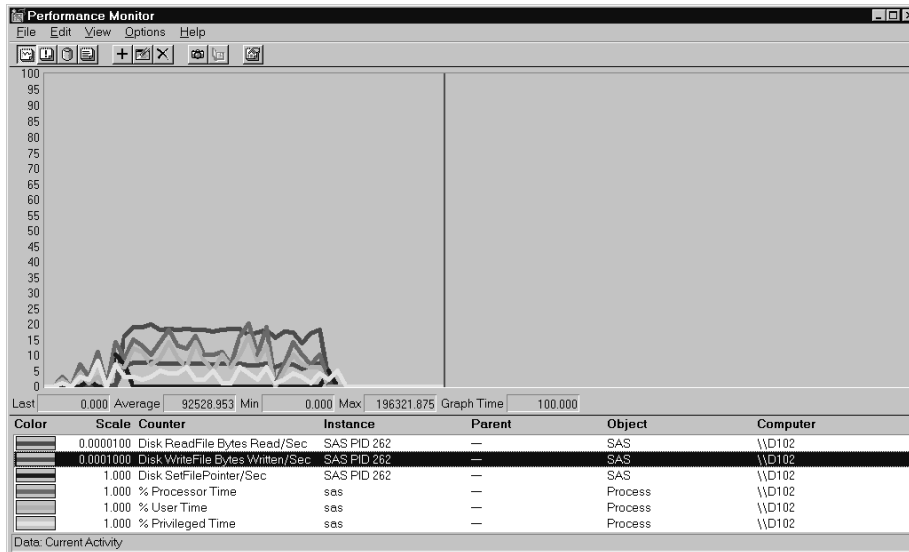 Performance Monitor
File Edit View Options Help
100
95
90
85
80
75
70
65
60
55
50
45
40
35
30
25
20
15
10
5
0
Last 0.000 Average 92528.953 Min 0.000 Max 196321.875 Graph Time 100.000
Color Scale Counter Instance Parent Object Computer
0.0000100 Disk ReadFile Bytes Read/Sec SAS PID 262 — SAS \\D102
0.0001000 Disk WriteFile Bytes Written/Sec SAS PID 262 — SAS \\D102
1.000 Disk SetFilePointer/Sec SAS PID 262 — SAS \\D102
1.000 % Processor Time sas — Process \\D102
1.000 % User Time sas — Process \\D102
1.000 % Privileged Time sas — Process \\D102
Data: Current Activity